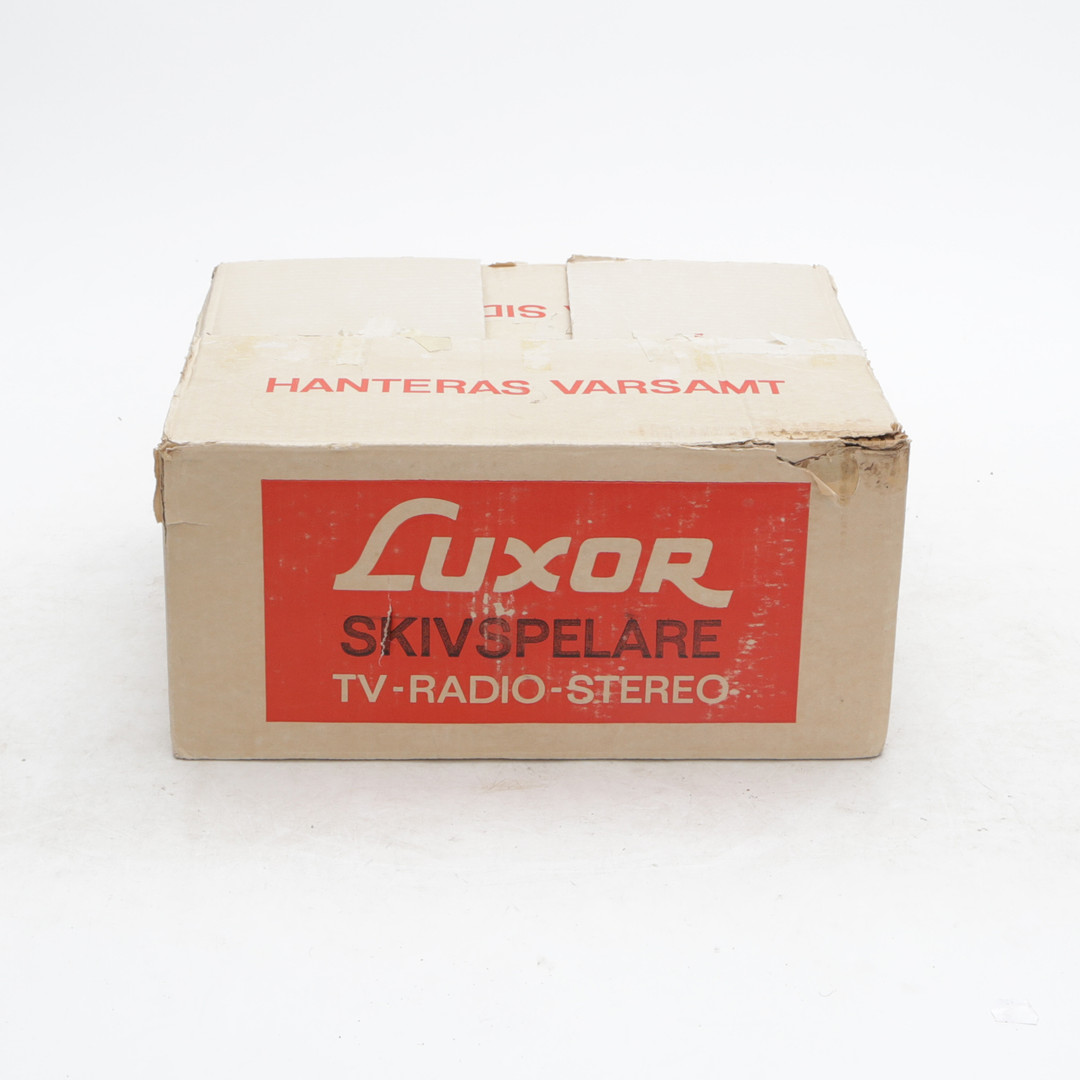 HANTERAS VARSAMT
LUXOR
SKIVSPELARE
TV-RADIO-STEREO